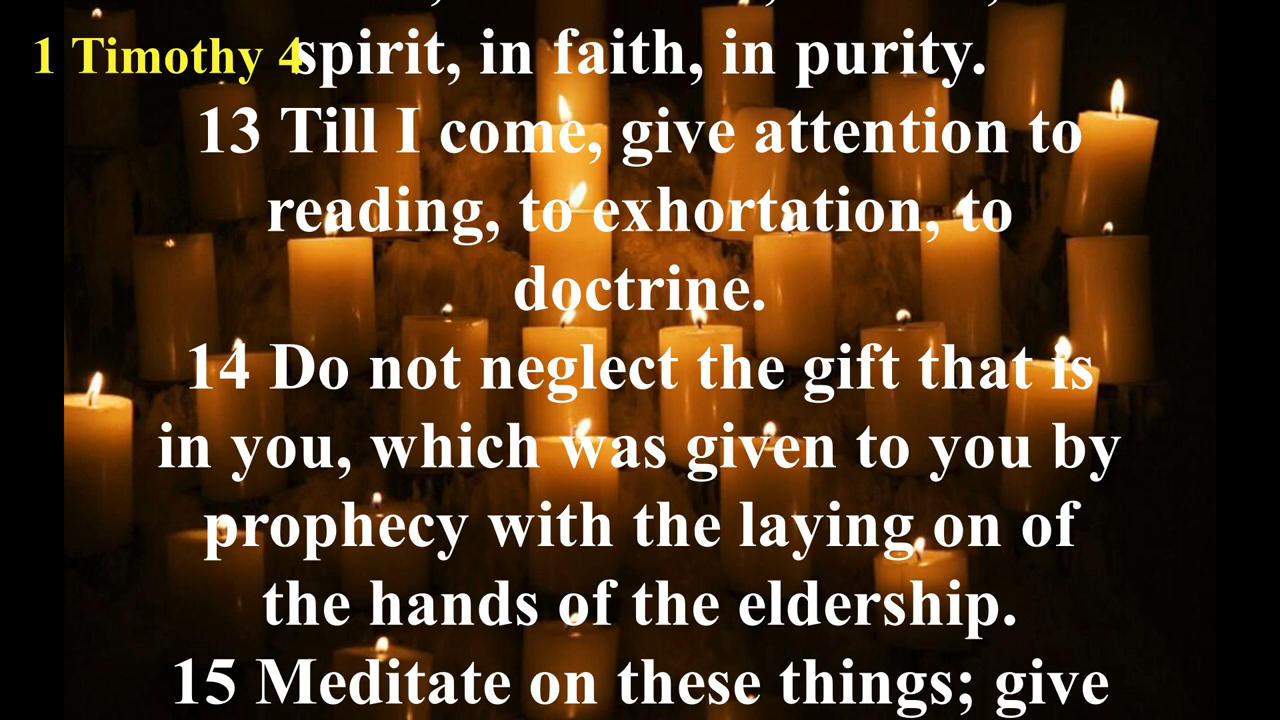 1 Timothy 4
spirit, in faith, in purity.
13 Till I come, give attention to
reading, to exhortation, to
doctrine.
14 Do not neglect the gift that is
in you, which was given to you by
prophecy with the laying on of
the hands of the eldership.
15 Meditate on these things; give